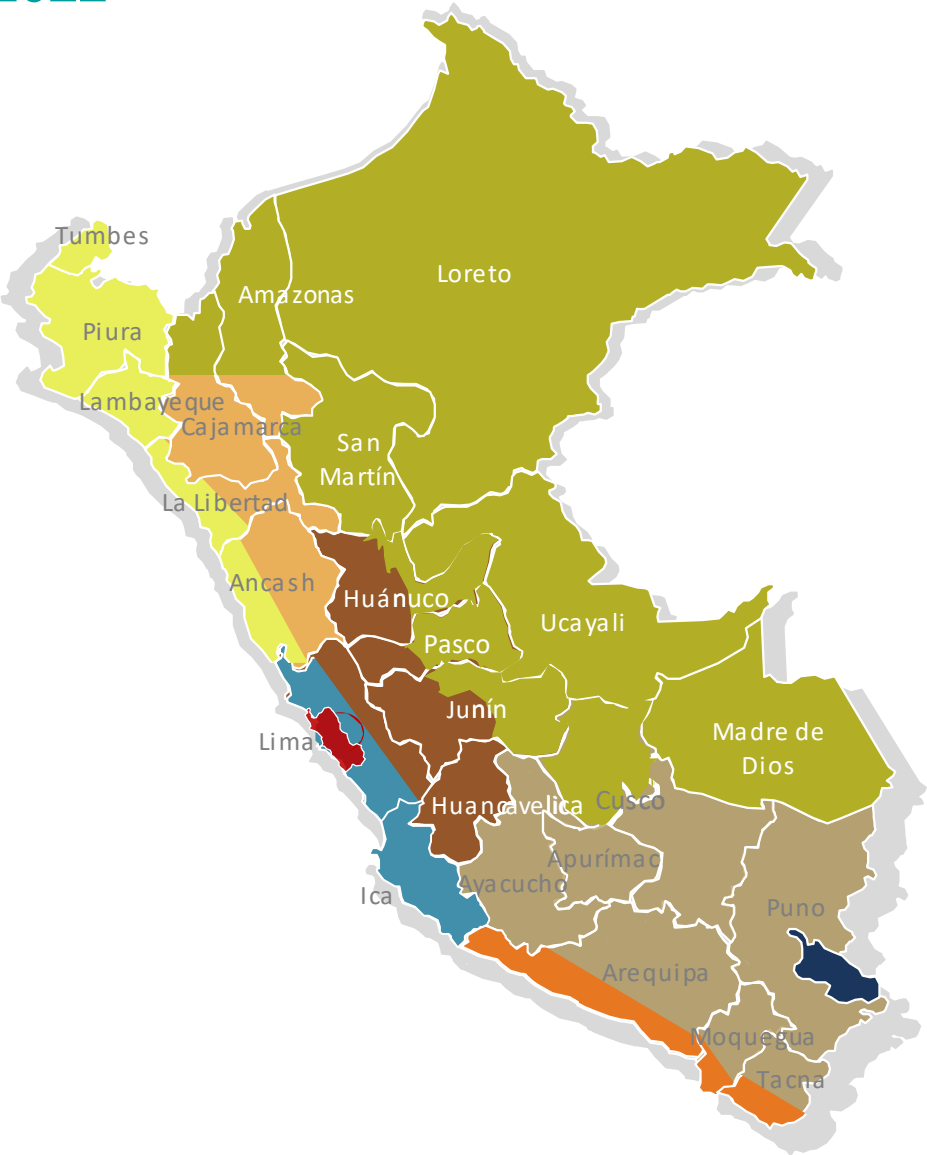 Tumbes
Loreto
Amazonas
Piura
Lambayeque
Cajamarca
San
Martín
La Libertad
Ancash
Huánuco
Ucayali
Pasco
Junín
Lima
Madre de
Dios
Huancavelica
Cusco
Apurímac
Ayacucho
Ica
Puno
Arequipa
Moquegua
Tacna